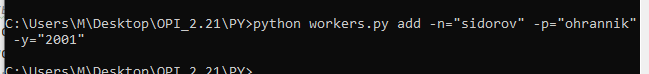 C:\Users\M\Desktop\OPI_2.21\PY>python workers.py add -n="sidorov" -p="ohrannik"
-y="2001"
C:\Users\M\Desktop\OPI_2.21\PY>